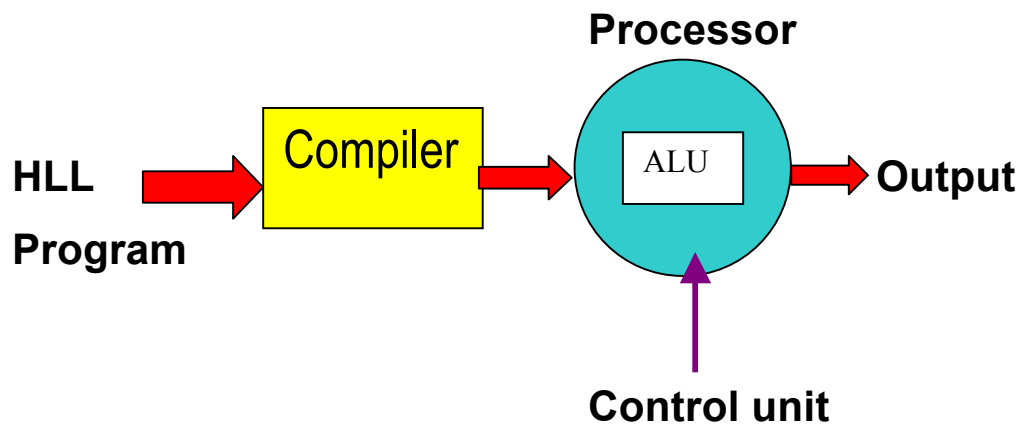 Processor
HLL
Program
Compiler
ALU
Output
Control unit